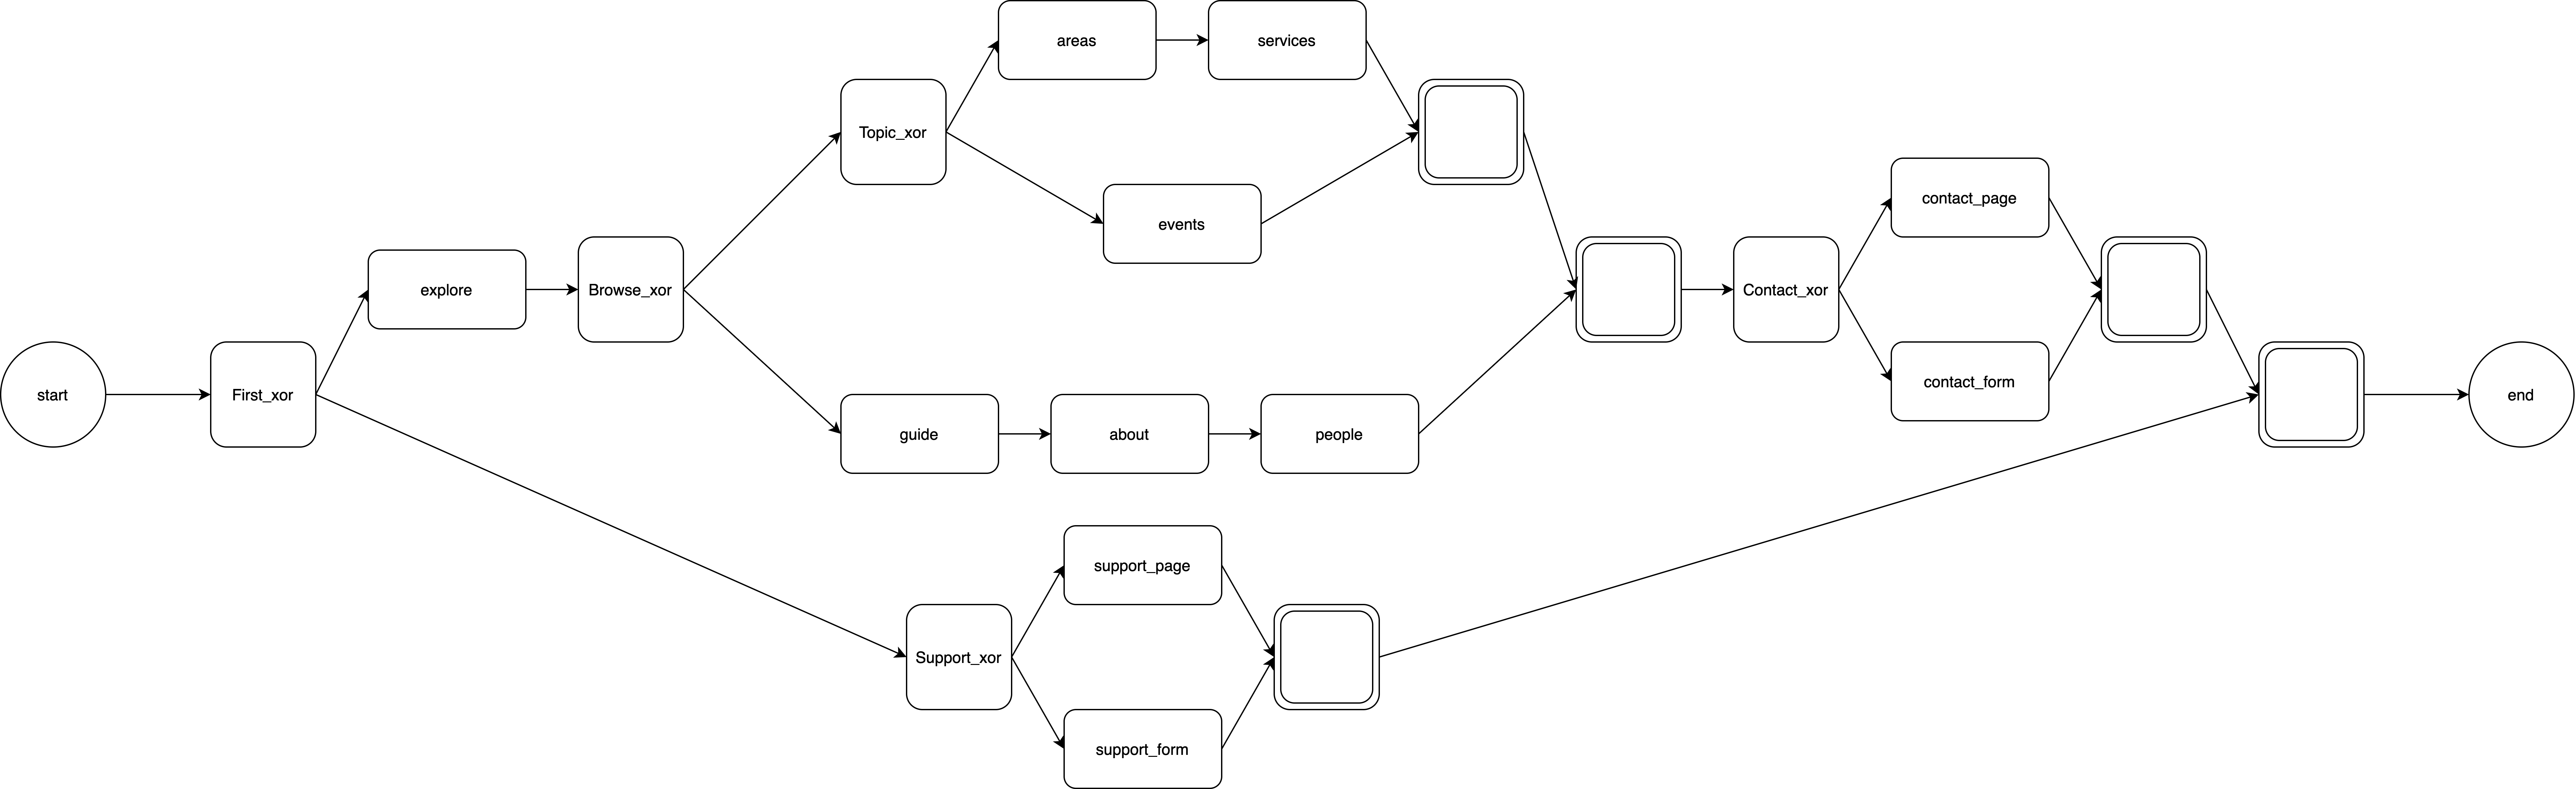 areas
services
Topic_xor
contact_page
events
explore
Browse_xor
Contact_xor
contact_form
start
First_xor
end
guide
about
people
support_page
Support_xor
support_form